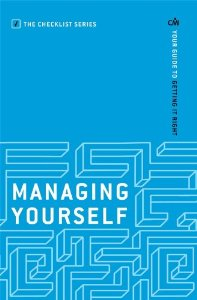 THE CHECKLIST SERIES
CMI
YOUR GUIDE TO GETTING IT RIGHT
MANAGING
YOURSELF